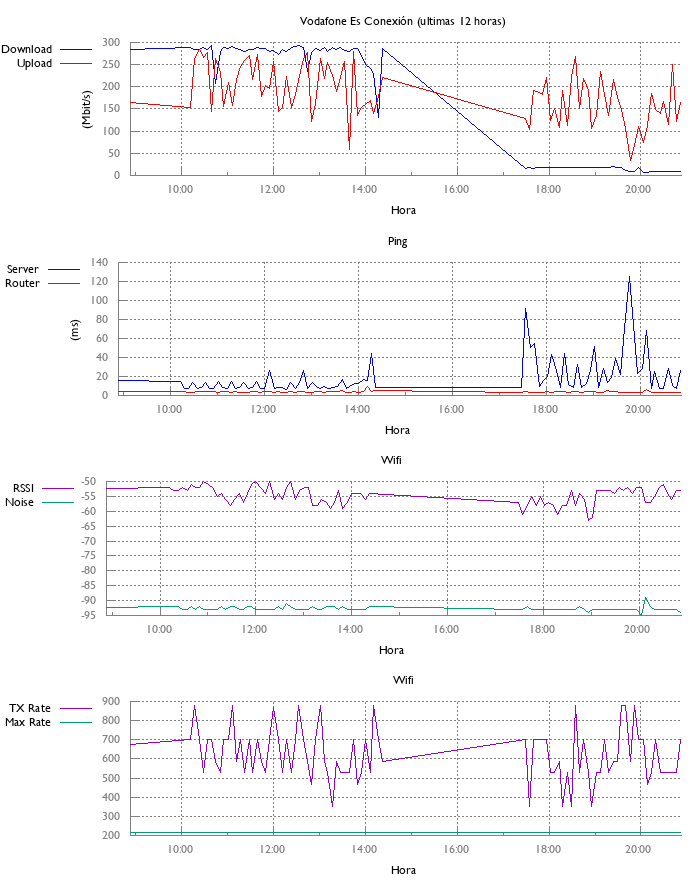 Vodafone Es Conexión (ultimas 12 horas)
Download
Upload
(Mbit/s)
300
250
200
150
100
50
0
10:00 12:00 14:00 16:00 18:00 20:00
Hora
Ping
Server
Router
(ms)
140
120
100
80
60
40
20
0
10:00 12:00 14:00 16:00 18:00 20:00
Hora
Wifi
RSSI
Noise
-50
-55
-60
-65
-70
-75
-80
-85
-90
-95
10:00 12:00 14:00 16:00 18:00 20:00
Hora
Wifi
TX Rate
Max Rate
900
800
700
600
500
400
300
200
10:00 12:00 14:00 16:00 18:00 20:00
Hora